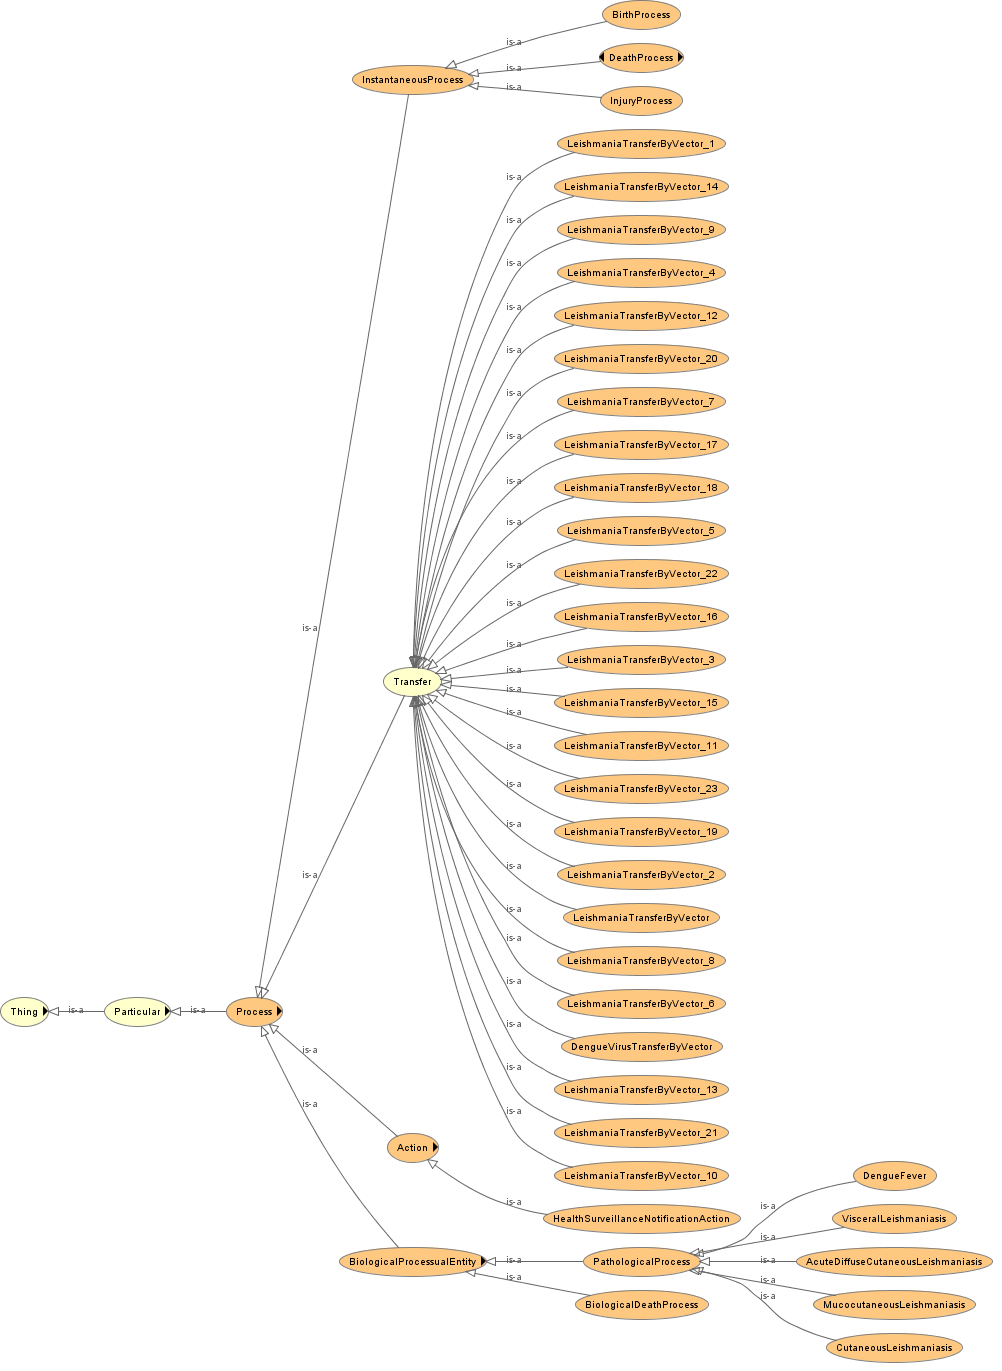 BirthProcess
is-a
DeathProcess
is-a
InstantaneousProcess
is-a
InjuryProcess
LeishmaniaTransferByVector_1
is-a
LeishmaniaTransferByVector_14
is-a
LeishmaniaTransferByVector_9
is-a
LeishmaniaTransferByVector_4
is-a
LeishmaniaTransferByVector_12
is-a
LeishmaniaTransferByVector_20
is-a
LeishmaniaTransferByVector_7
is-a
LeishmaniaTransferByVector_17
is-a
LeishmaniaTransferByVector_18
is-a
LeishmaniaTransferByVector_5
is-a
LeishmaniaTransferByVector_22
is-a
LeishmaniaTransferByVector_16
is-a
is-a
LeishmaniaTransferByVector_3
is-a
Transfer
is-a
LeishmaniaTransferByVector_15
is-a
LeishmaniaTransferByVector_11
is-a
LeishmaniaTransferByVector_23
is-a
LeishmaniaTransferByVector_19
is-a
LeishmaniaTransferByVector_2
is-a
is-a
LeishmaniaTransferByVector
is-a
LeishmaniaTransferByVector_8
is-a
LeishmaniaTransferByVector_6
is-a
Thing
is-a
Particular
is-a
Process
is-a
DengueVirusTransferByVector
is-a
is-a
LeishmaniaTransferByVector_13
is-a
is-a
LeishmaniaTransferByVector_21
Action
LeishmaniaTransferByVector_10
DengueFever
is-a
is-a
HealthSurveillanceNotificationAction
VisceralLeishmaniasis
is-a
BiologicalProcessualEntity
is-a
PathologicalProcess
is-a
AcuteDiffuseCutaneousLeishmaniasis
is-a
is-a
BiologicalDeathProcess
MucocutaneousLeishmaniasis
is-a
CutaneousLeishmaniasis